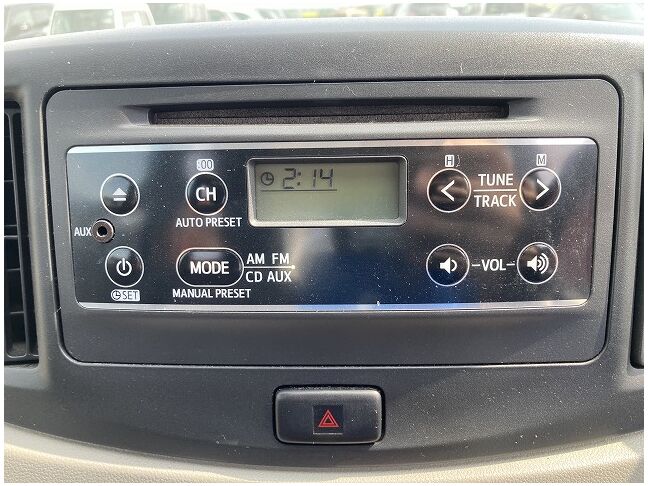 :00
H
M
CH
2:14
TUNE
TRACK
AUTO PRESET
AUX
MODE
AM FM
CD AUX
VOL
SET
MANUAL PRESET